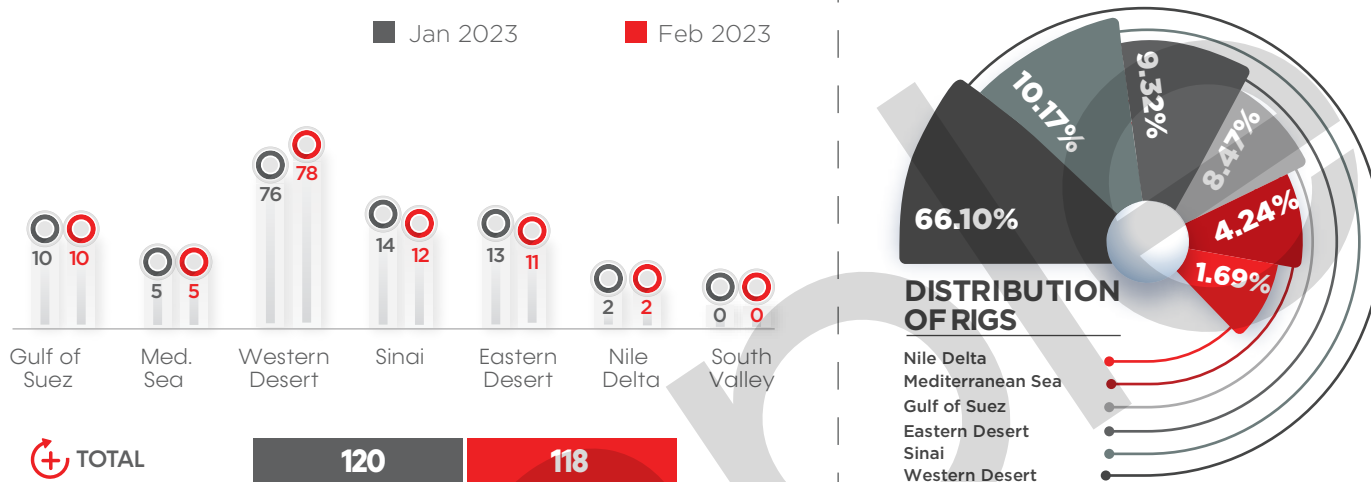 Jan 2023
Feb 2023
10
10
5
5
76
78
14
12
13
11
2
2
0
0
Gulf of
Suez
Med.
Sea
Western
Desert
Sinai
Eastern
Desert
Nile
Delta
South
Valley
TOTAL
120
118
66.10%
10.17%
9.32%
8.47%
4.24%
1.69%
DISTRIBUTION
OF RIGS
Nile Delta
Mediterranean Sea
Gulf of Suez
Eastern Desert
Sinai
Western Desert